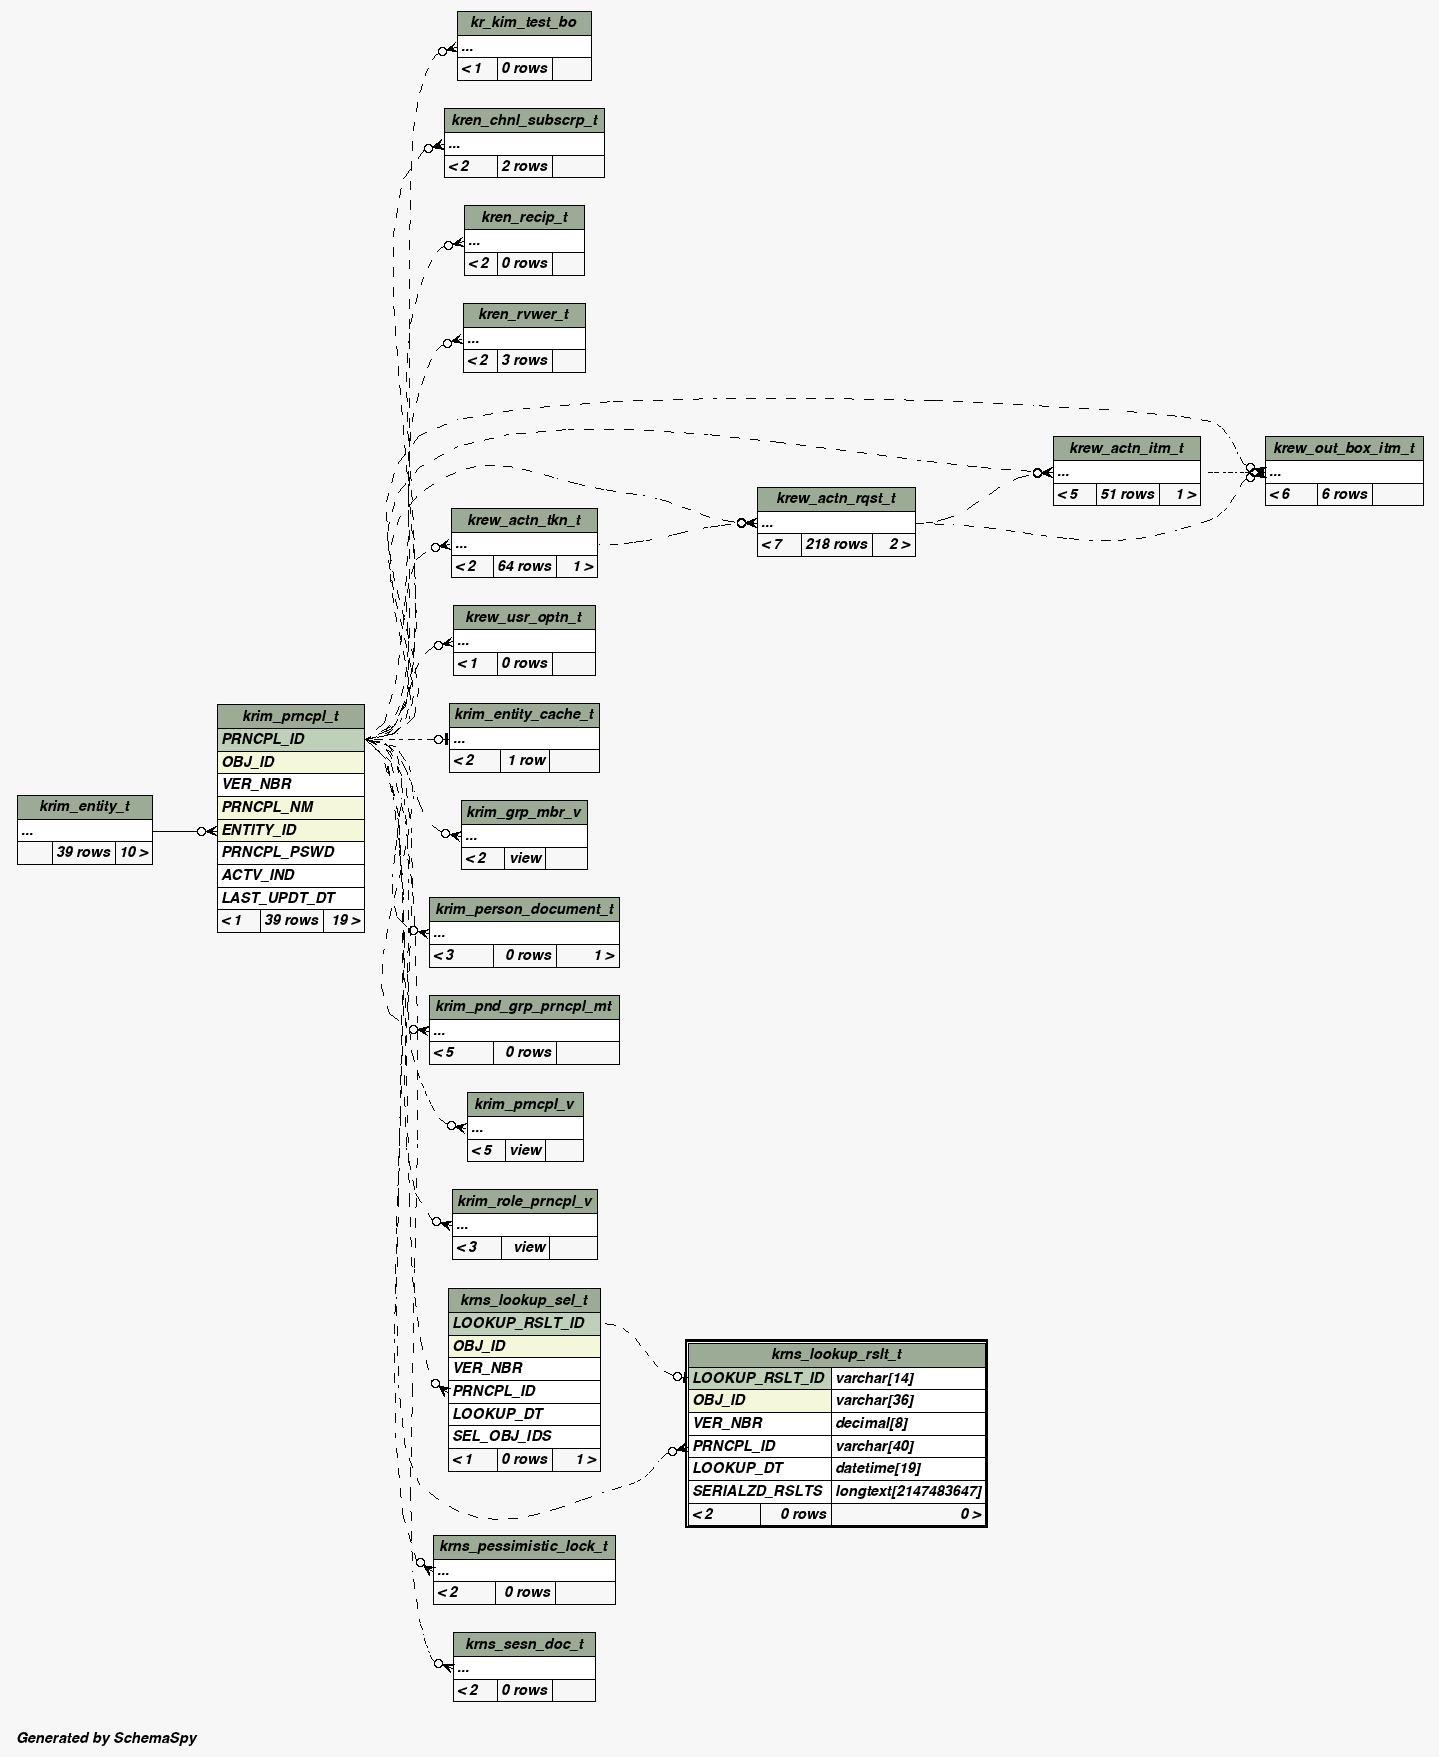 kr_kim_test_bo
...
< 1 0 rows
kren_chnl_subscrp_t
...
< 2 2 rows
kren_recip_t
...
< 2 0 rows
kren_rvwer_t
...
< 2 3 rows
krew_actn_itm_t
...
< 5 51 rows 1 >
krew_out_box_itm_t
...
< 6 6 rows
krew_actn_rqst_t
...
< 7 218 rows 2 >
krew_actn_tkn_t
...
< 2 64 rows 1 >
krew_usr_optn_t
...
< 1 0 rows
krim_entity_cache_t
...
< 2 1 row
krim_prncpl_t
PRNCPL_ID
OBJ_ID
VER_NBR
PRNCPL_NM
ENTITY_ID
PRNCPL_PSWD
ACTV_IND
LAST_UPDT_DT
< 1 39 rows 19 >
krim_entity_t
...
39 rows 10 >
krim_grp_mbr_v
...
< 2 view
krim_person_document_t
...
< 3 0 rows 1 >
krim_pnd_grp_prncpl_mt
...
< 5 0 rows
krim_prncpl_v
...
< 5 view
krim_role_prncpl_v
...
< 3 view
krns_lookup_sel_t
LOOKUP_RSLT_ID
OBJ_ID
VER_NBR
PRNCPL_ID
LOOKUP_DT
SEL_OBJ_IDS
< 1 0 rows 1 >
krns_lookup_rslt_t
LOOKUP_RSLT_ID varchar[14]
OBJ_ID varchar[36]
VER_NBR decimal[8]
PRNCPL_ID varchar[40]
LOOKUP_DT datetime[19]
SERIALZD_RSLTS longtext[2147483647]
< 2 0 rows 0 >
krns_pessimistic_lock_t
...
< 2 0 rows
krns_sesn_doc_t
...
< 2 0 rows
Generated by SchemaSpy